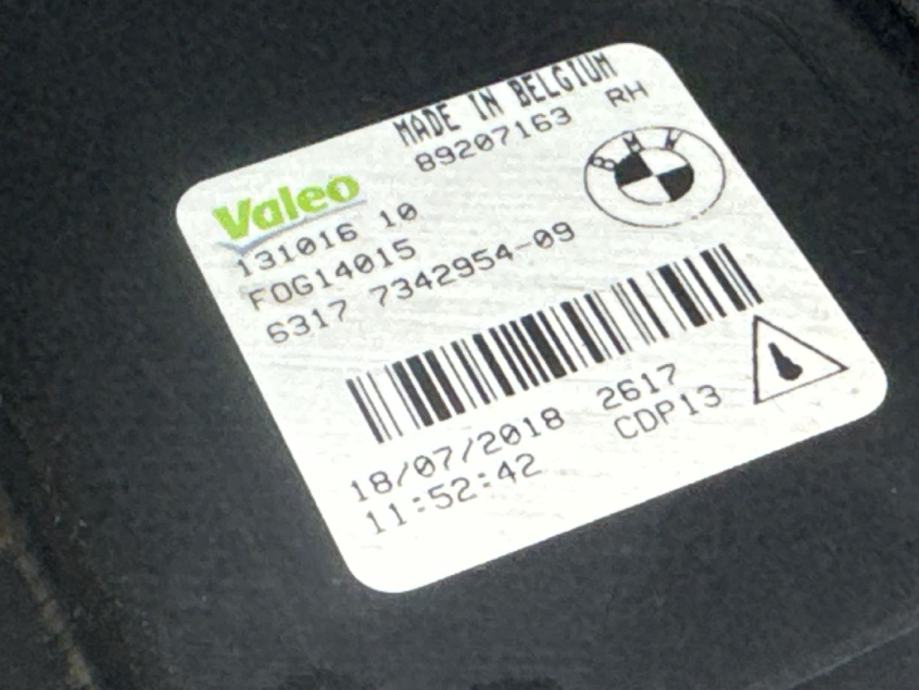 MADE IN BELGIUM
89207163 RH
Valeo
BMW
131016 10
FOG14015
6317 7342954-09
18/07/2018 2617
11:52:42 CDP13